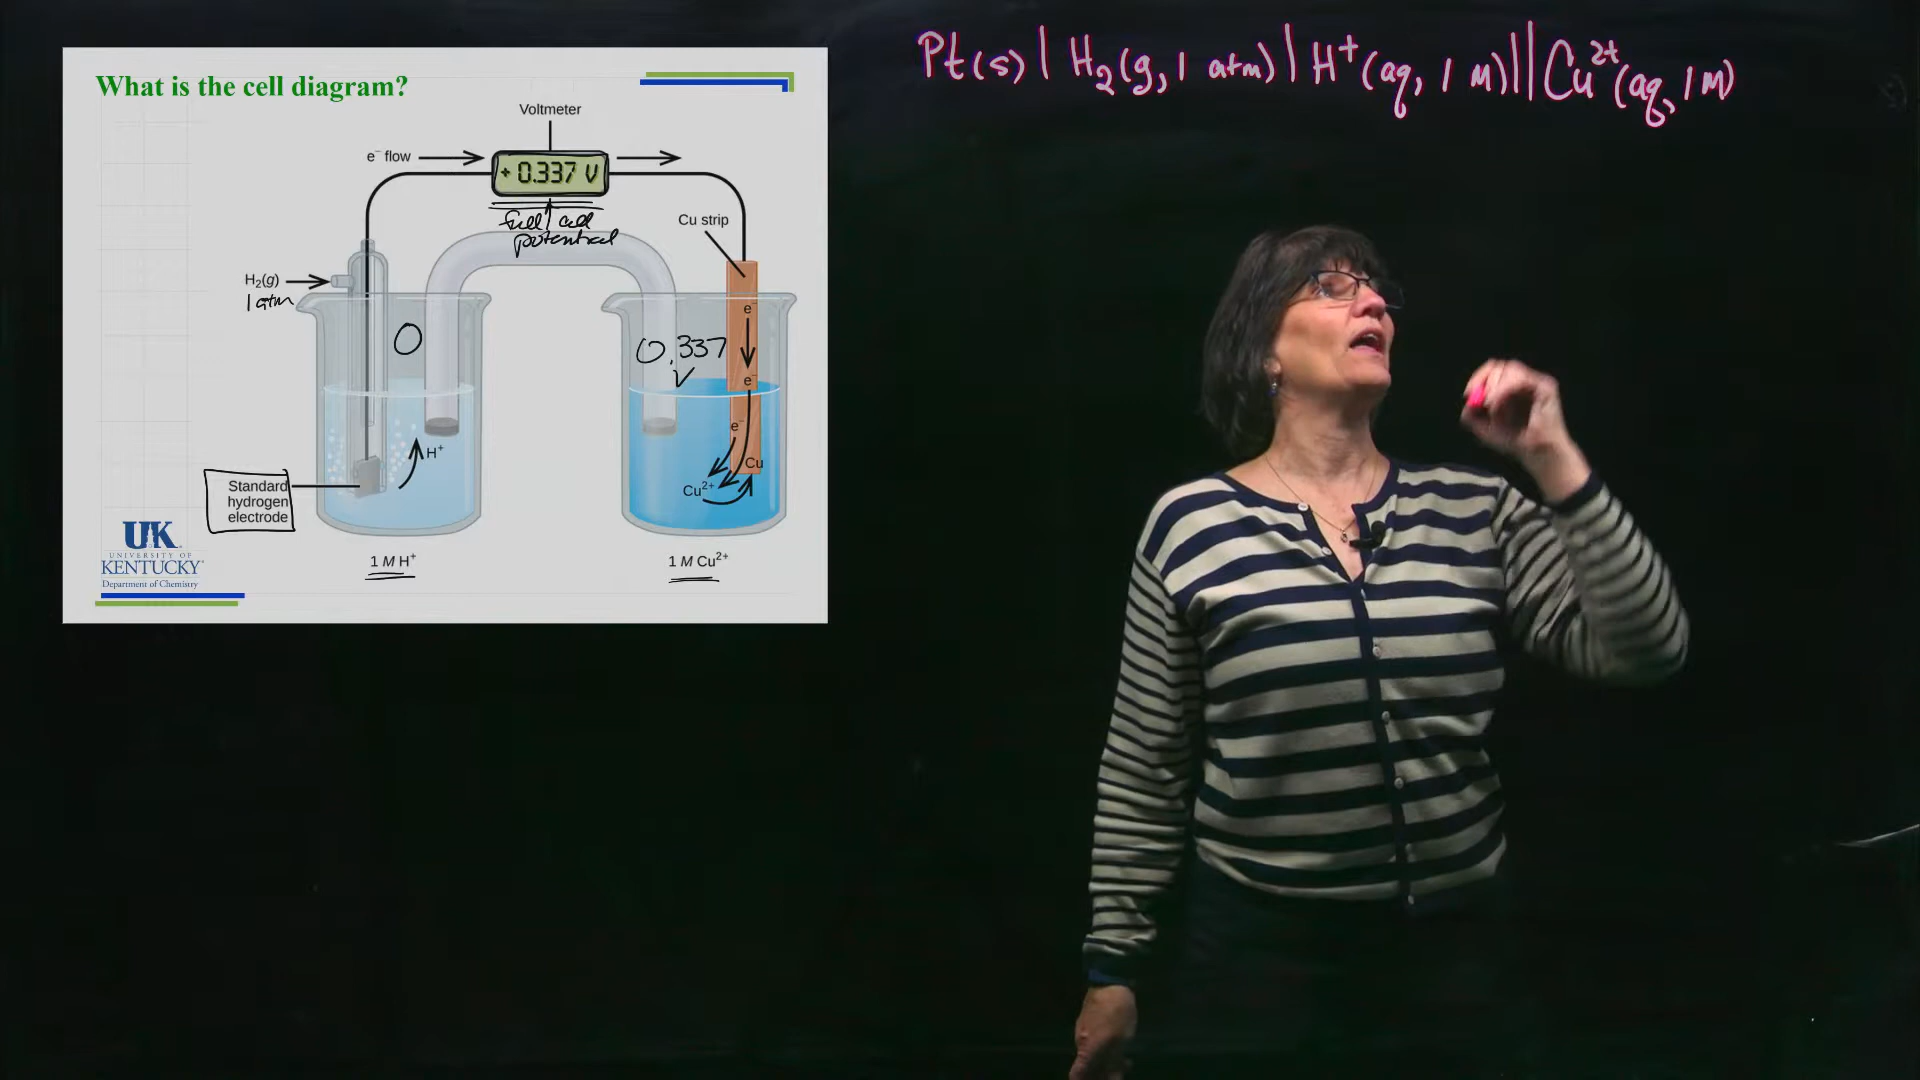 What is the cell diagram?
Pt(s) | H₂(g, 1 atm) | H⁺(aq, 1 M) || Cu²⁺(aq, 1 M)
Voltmeter
e⁻ flow
+ 0.337 V
full cell
potential
Cu strip
H₂(g)
1 atm
0
0.337
V
e⁻
e⁻
e⁻
H⁺
Cu
Cu²⁺
Standard
hydrogen
electrode
UK
UNIVERSITY OF
KENTUCKY
Department of Chemistry
1 M H⁺
1 M Cu²⁺